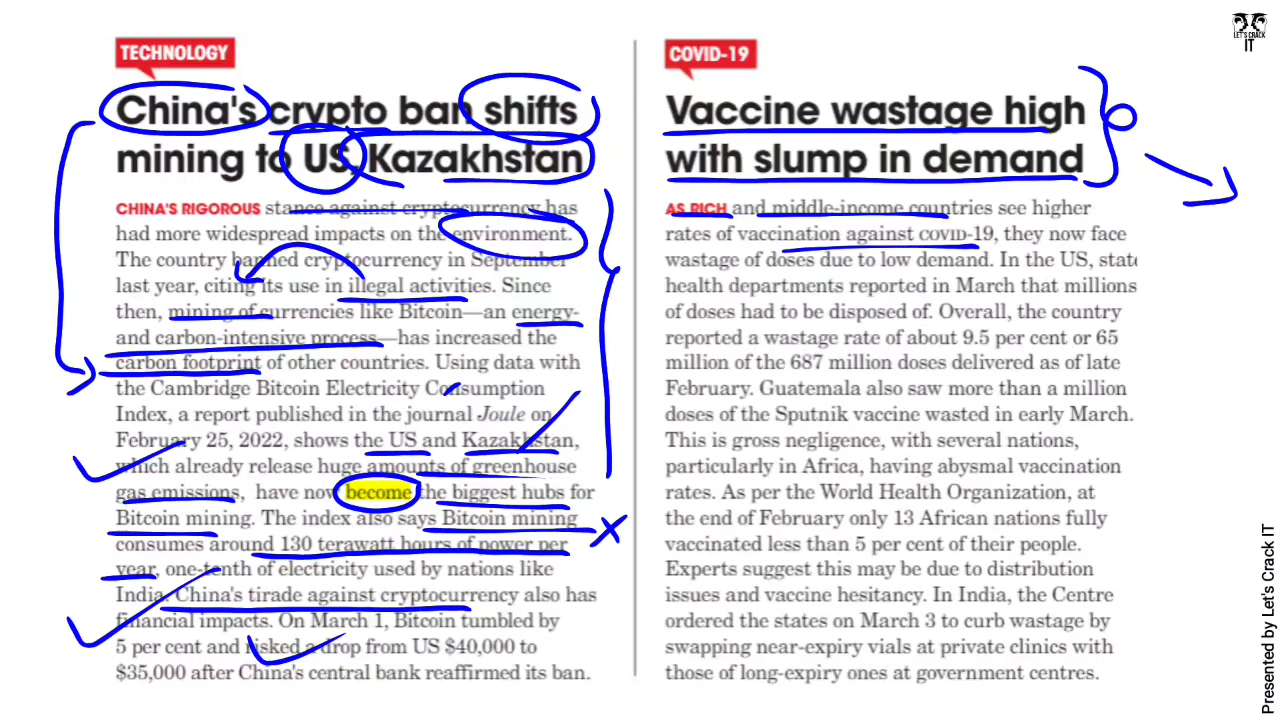 TECHNOLOGY
China's crypto ban shifts
mining to US, Kazakhstan
CHINA'S RIGOROUS stance against cryptocurrency has
had more widespread impacts on the environment.
The country banned cryptocurrency in September
last year, citing its use in illegal activities. Since
then, mining of currencies like Bitcoin—an energy-
and carbon-intensive process—has increased the
carbon footprint of other countries. Using data with
the Cambridge Bitcoin Electricity Consumption
Index, a report published in the journal Joule on
February 25, 2022, shows the US and Kazakhstan,
which already release huge amounts of greenhouse
gas emissions, have now become the biggest hubs for
Bitcoin mining. The index also says Bitcoin mining
consumes around 130 terawatt hours of power per
year, one-tenth of electricity used by nations like
India. China's tirade against cryptocurrency also has
financial impacts. On March 1, Bitcoin tumbled by
5 per cent and risked a drop from US $40,000 to
$35,000 after China's central bank reaffirmed its ban.
COVID-19
Vaccine wastage high
with slump in demand
AS RICH and middle-income countries see higher
rates of vaccination against COVID-19, they now face
wastage of doses due to low demand. In the US, state
health departments reported in March that millions
of doses had to be disposed of. Overall, the country
reported a wastage rate of about 9.5 per cent or 65
million of the 687 million doses delivered as of late
February. Guatemala also saw more than a million
doses of the Sputnik vaccine wasted in early March.
This is gross negligence, with several nations,
particularly in Africa, having abysmal vaccination
rates. As per the World Health Organization, at
the end of February only 13 African nations fully
vaccinated less than 5 per cent of their people.
Experts suggest this may be due to distribution
issues and vaccine hesitancy. In India, the Centre
ordered the states on March 3 to curb wastage by
swapping near-expiry vials at private clinics with
those of long-expiry ones at government centres.
LET'S CRACK
IT
Presented by Let's Crack IT